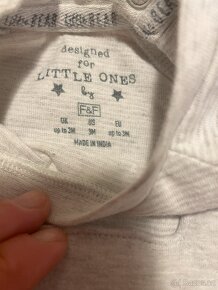 designed
for
LITTLE ONES
by
F&F
UK US EU
up to 3M 3M up to 3M
MADE IN INDIA